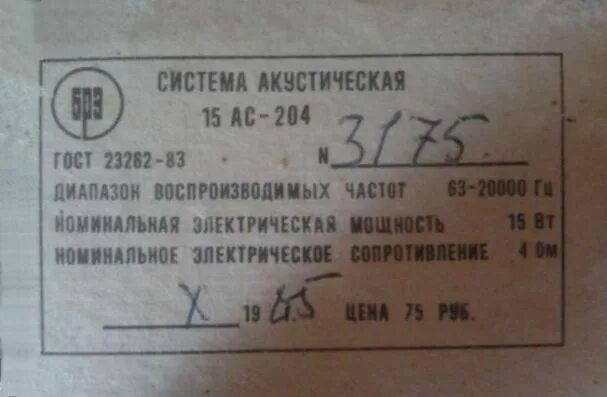 БРЗ
СИСТЕМА АКУСТИЧЕСКАЯ
15 АС-204
ГОСТ 23262-83 N 3175
ДИАПАЗОН ВОСПРОИЗВОДИМЫХ ЧАСТОТ 63-20000 Гц
НОМИНАЛЬНАЯ ЭЛЕКТРИЧЕСКАЯ МОЩНОСТЬ 15 Вт
НОМИНАЛЬНОЕ ЭЛЕКТРИЧЕСКОЕ СОПРОТИВЛЕНИЕ 4 Ом
X 1985 ЦЕНА 75 РУБ.